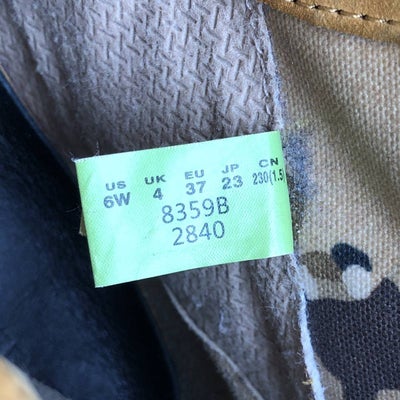 US UK EU JP CN
6W 4 37 23 230(1.5)
8359B
2840